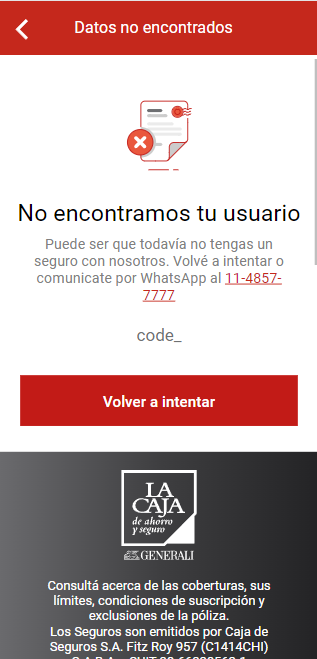 Datos no encontrados
No encontramos tu usuario
Puede ser que todavía no tengas un
seguro con nosotros. Volvé a intentar o
comunicate por WhatsApp al 11-4857-
7777
code_
Volver a intentar
LA
CAJA
de ahorro
y seguro
GENERALI
Consultá acerca de las coberturas, sus
límites, condiciones de suscripción y
exclusiones de la póliza.
Los Seguros son emitidos por Caja de
Seguros S.A. Fitz Roy 957 (C1414CHI)